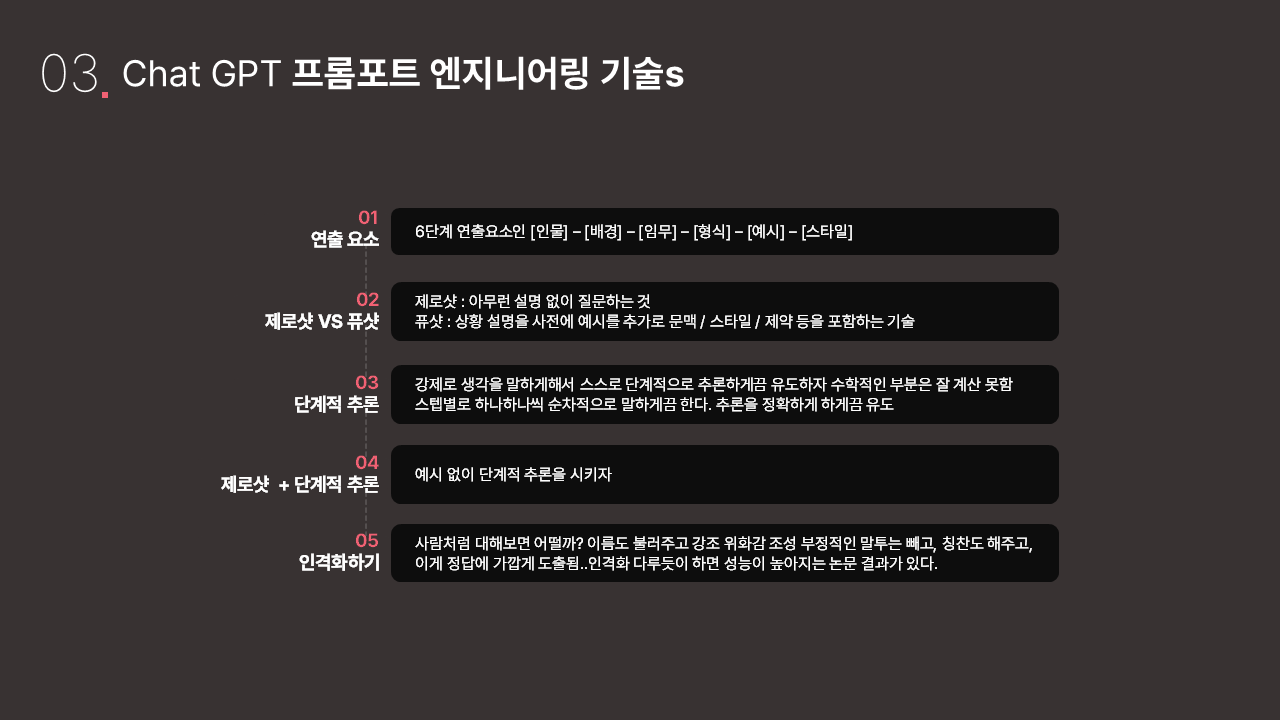 03. Chat GPT 프롬포트 엔지니어링 기술s
01
연출 요소
6단계 연출요소인 [인물] – [배경] – [임무] – [형식] – [예시] – [스타일]
02
제로샷 VS 퓨샷
제로샷 : 아무런 설명 없이 질문하는 것
퓨샷 : 상황 설명을 사전에 예시를 추가로 문맥 / 스타일 / 제약 등을 포함하는 기술
03
단계적 추론
강제로 생각을 말하게해서 스스로 단계적으로 추론하게끔 유도하자 수학적인 부분은 잘 계산 못함
스텝별로 하나하나씩 순차적으로 말하게끔 한다. 추론을 정확하게 하게끔 유도
04
제로샷 + 단계적 추론
예시 없이 단계적 추론을 시키자
05
인격화하기
사람처럼 대해보면 어떨까? 이름도 불러주고 강조 위화감 조성 부정적인 말투는 빼고, 칭찬도 해주고,
이게 정답에 가깝게 도출됨..인격화 다루듯이 하면 성능이 높아지는 논문 결과가 있다.